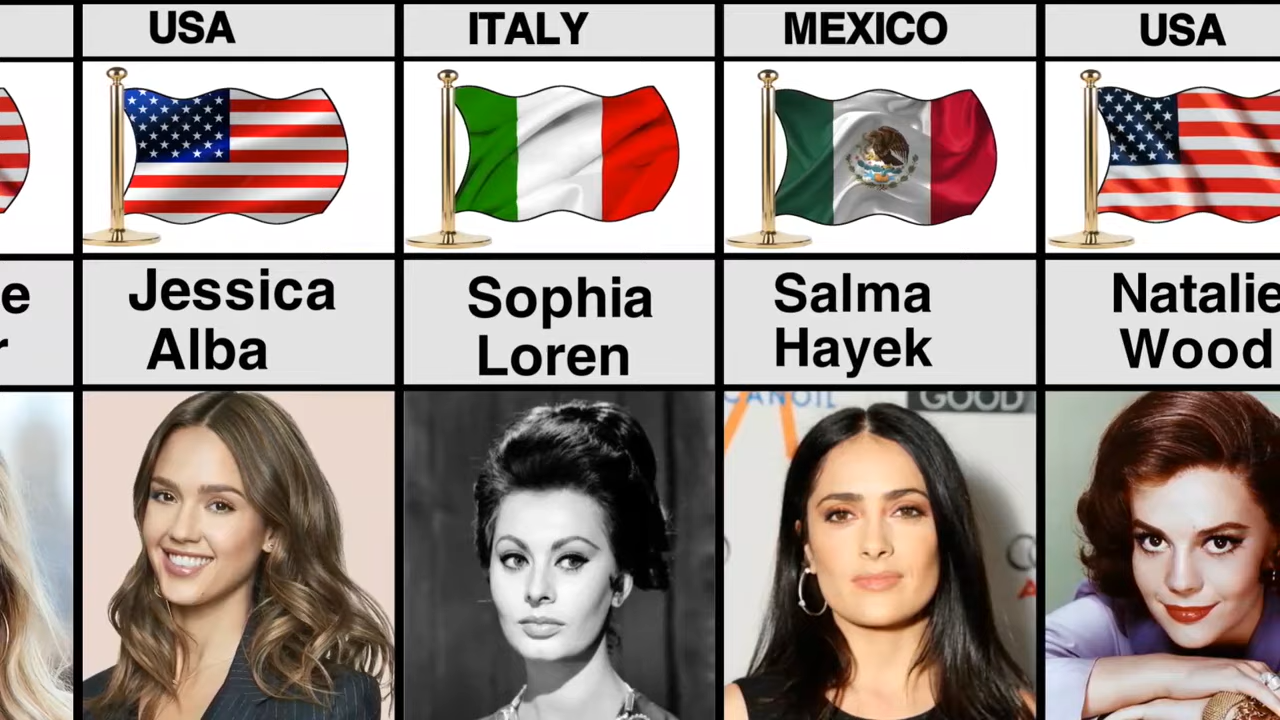 USA
ITALY
MEXICO
USA
e
r
Jessica
Alba
Sophia
Loren
Salma
Hayek
Natalie
Wood
GOOD